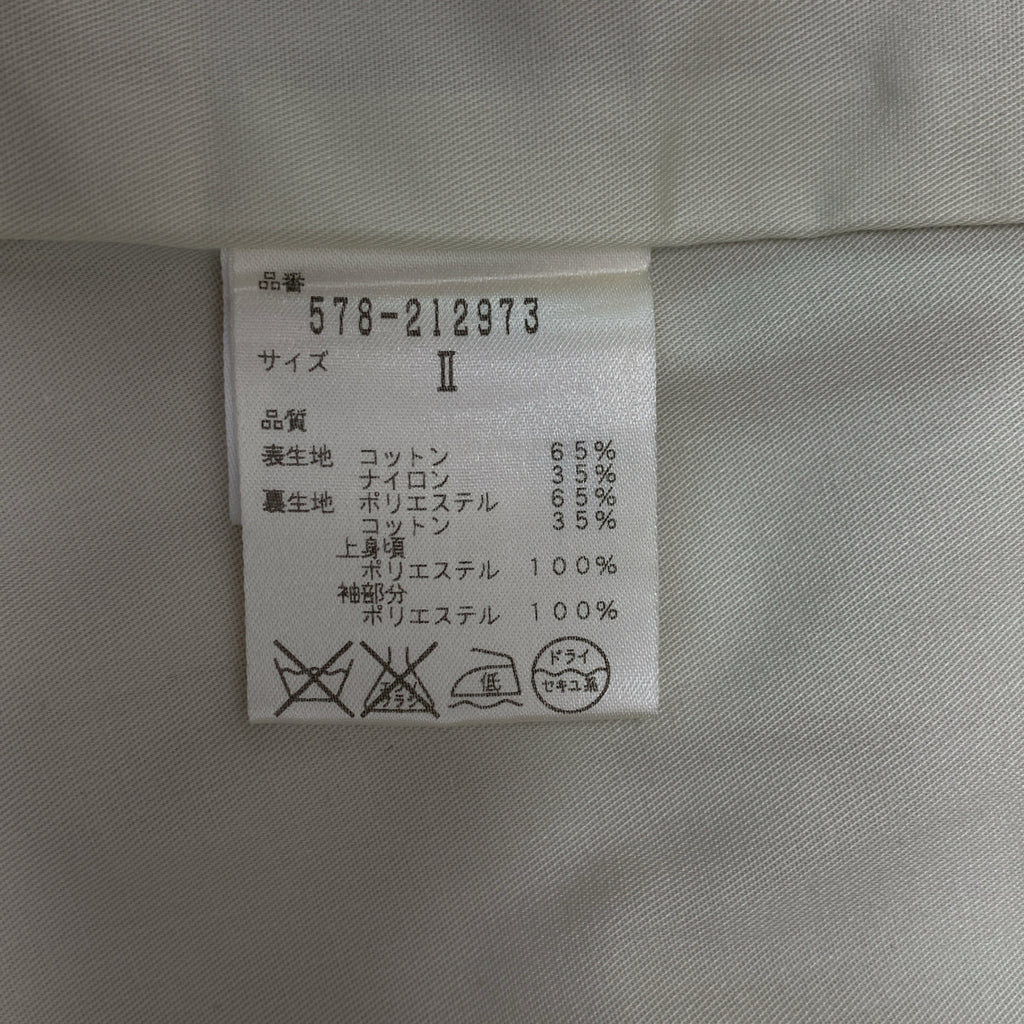 品番
578-212973
サイズ Ⅱ
品質
表生地 コットン 65%
ナイロン 35%
裏生地 ポリエステル 65%
コットン 35%
上身頃
ポリエステル 100%
袖部分
ポリエステル 100%
低 ドライ
セキユ系